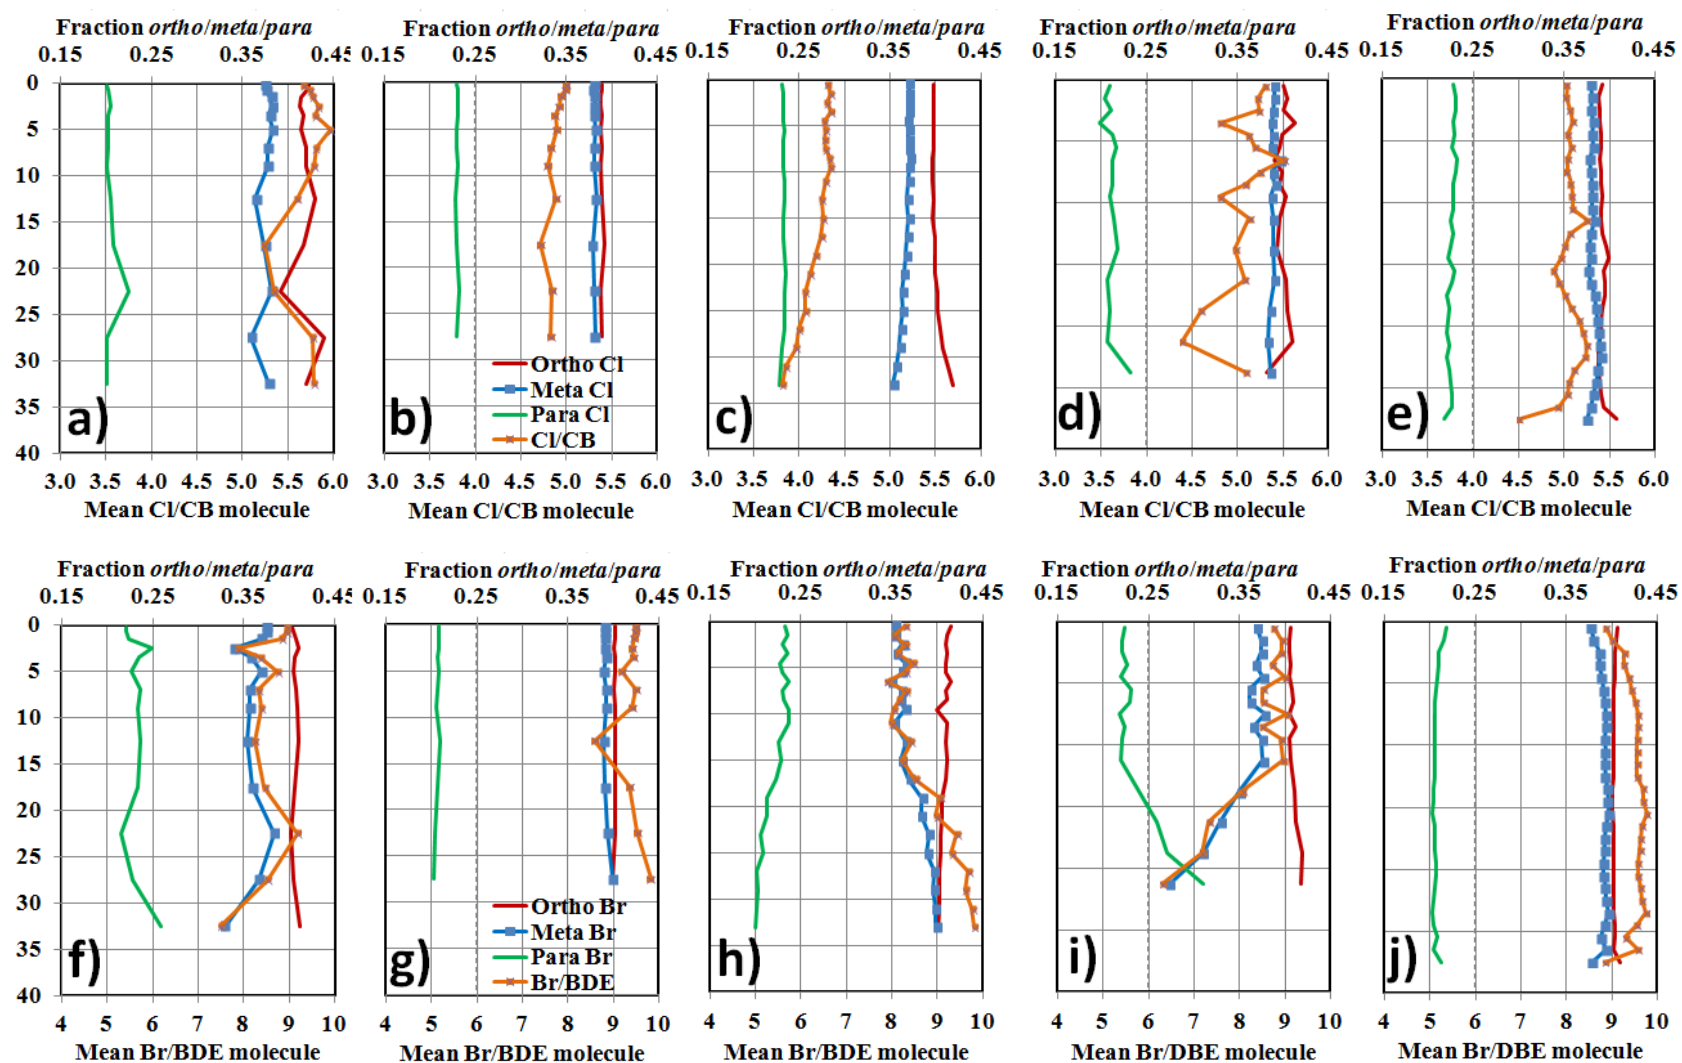 Fraction ortho/meta/para Fraction ortho/meta/para Fraction ortho/meta/para Fraction ortho/meta/para Fraction ortho/meta/para
0.15 0.25 0.35 0.45 0.15 0.25 0.35 0.45 0.15 0.25 0.35 0.45 0.15 0.25 0.35 0.45 0.15 0.25 0.35 0.45
0
5
10
15
20
25
30
35
40
Ortho Cl
Meta Cl
Para Cl
Cl/CB
a) b) c) d) e)
3.0 3.5 4.0 4.5 5.0 5.5 6.0 3.0 3.5 4.0 4.5 5.0 5.5 6.0 3.0 3.5 4.0 4.5 5.0 5.5 6.0 3.0 3.5 4.0 4.5 5.0 5.5 6.0 3.0 3.5 4.0 4.5 5.0 5.5 6.0
Mean Cl/CB molecule Mean Cl/CB molecule Mean Cl/CB molecule Mean Cl/CB molecule Mean Cl/CB molecule
Fraction ortho/meta/para Fraction ortho/meta/para Fraction ortho/meta/para Fraction ortho/meta/para Fraction ortho/meta/para
0.15 0.25 0.35 0.45 0.15 0.25 0.35 0.45 0.15 0.25 0.35 0.45 0.15 0.25 0.35 0.45 0.15 0.25 0.35 0.45
0
5
10
15
20
25
30
35
40
Ortho Br
Meta Br
Para Br
Br/BDE
f) g) h) i) j)
4 5 6 7 8 9 10 4 5 6 7 8 9 10 4 5 6 7 8 9 10 4 5 6 7 8 9 10 4 5 6 7 8 9 10
Mean Br/BDE molecule Mean Br/BDE molecule Mean Br/BDE molecule Mean Br/DBE molecule Mean Br/DBE molecule